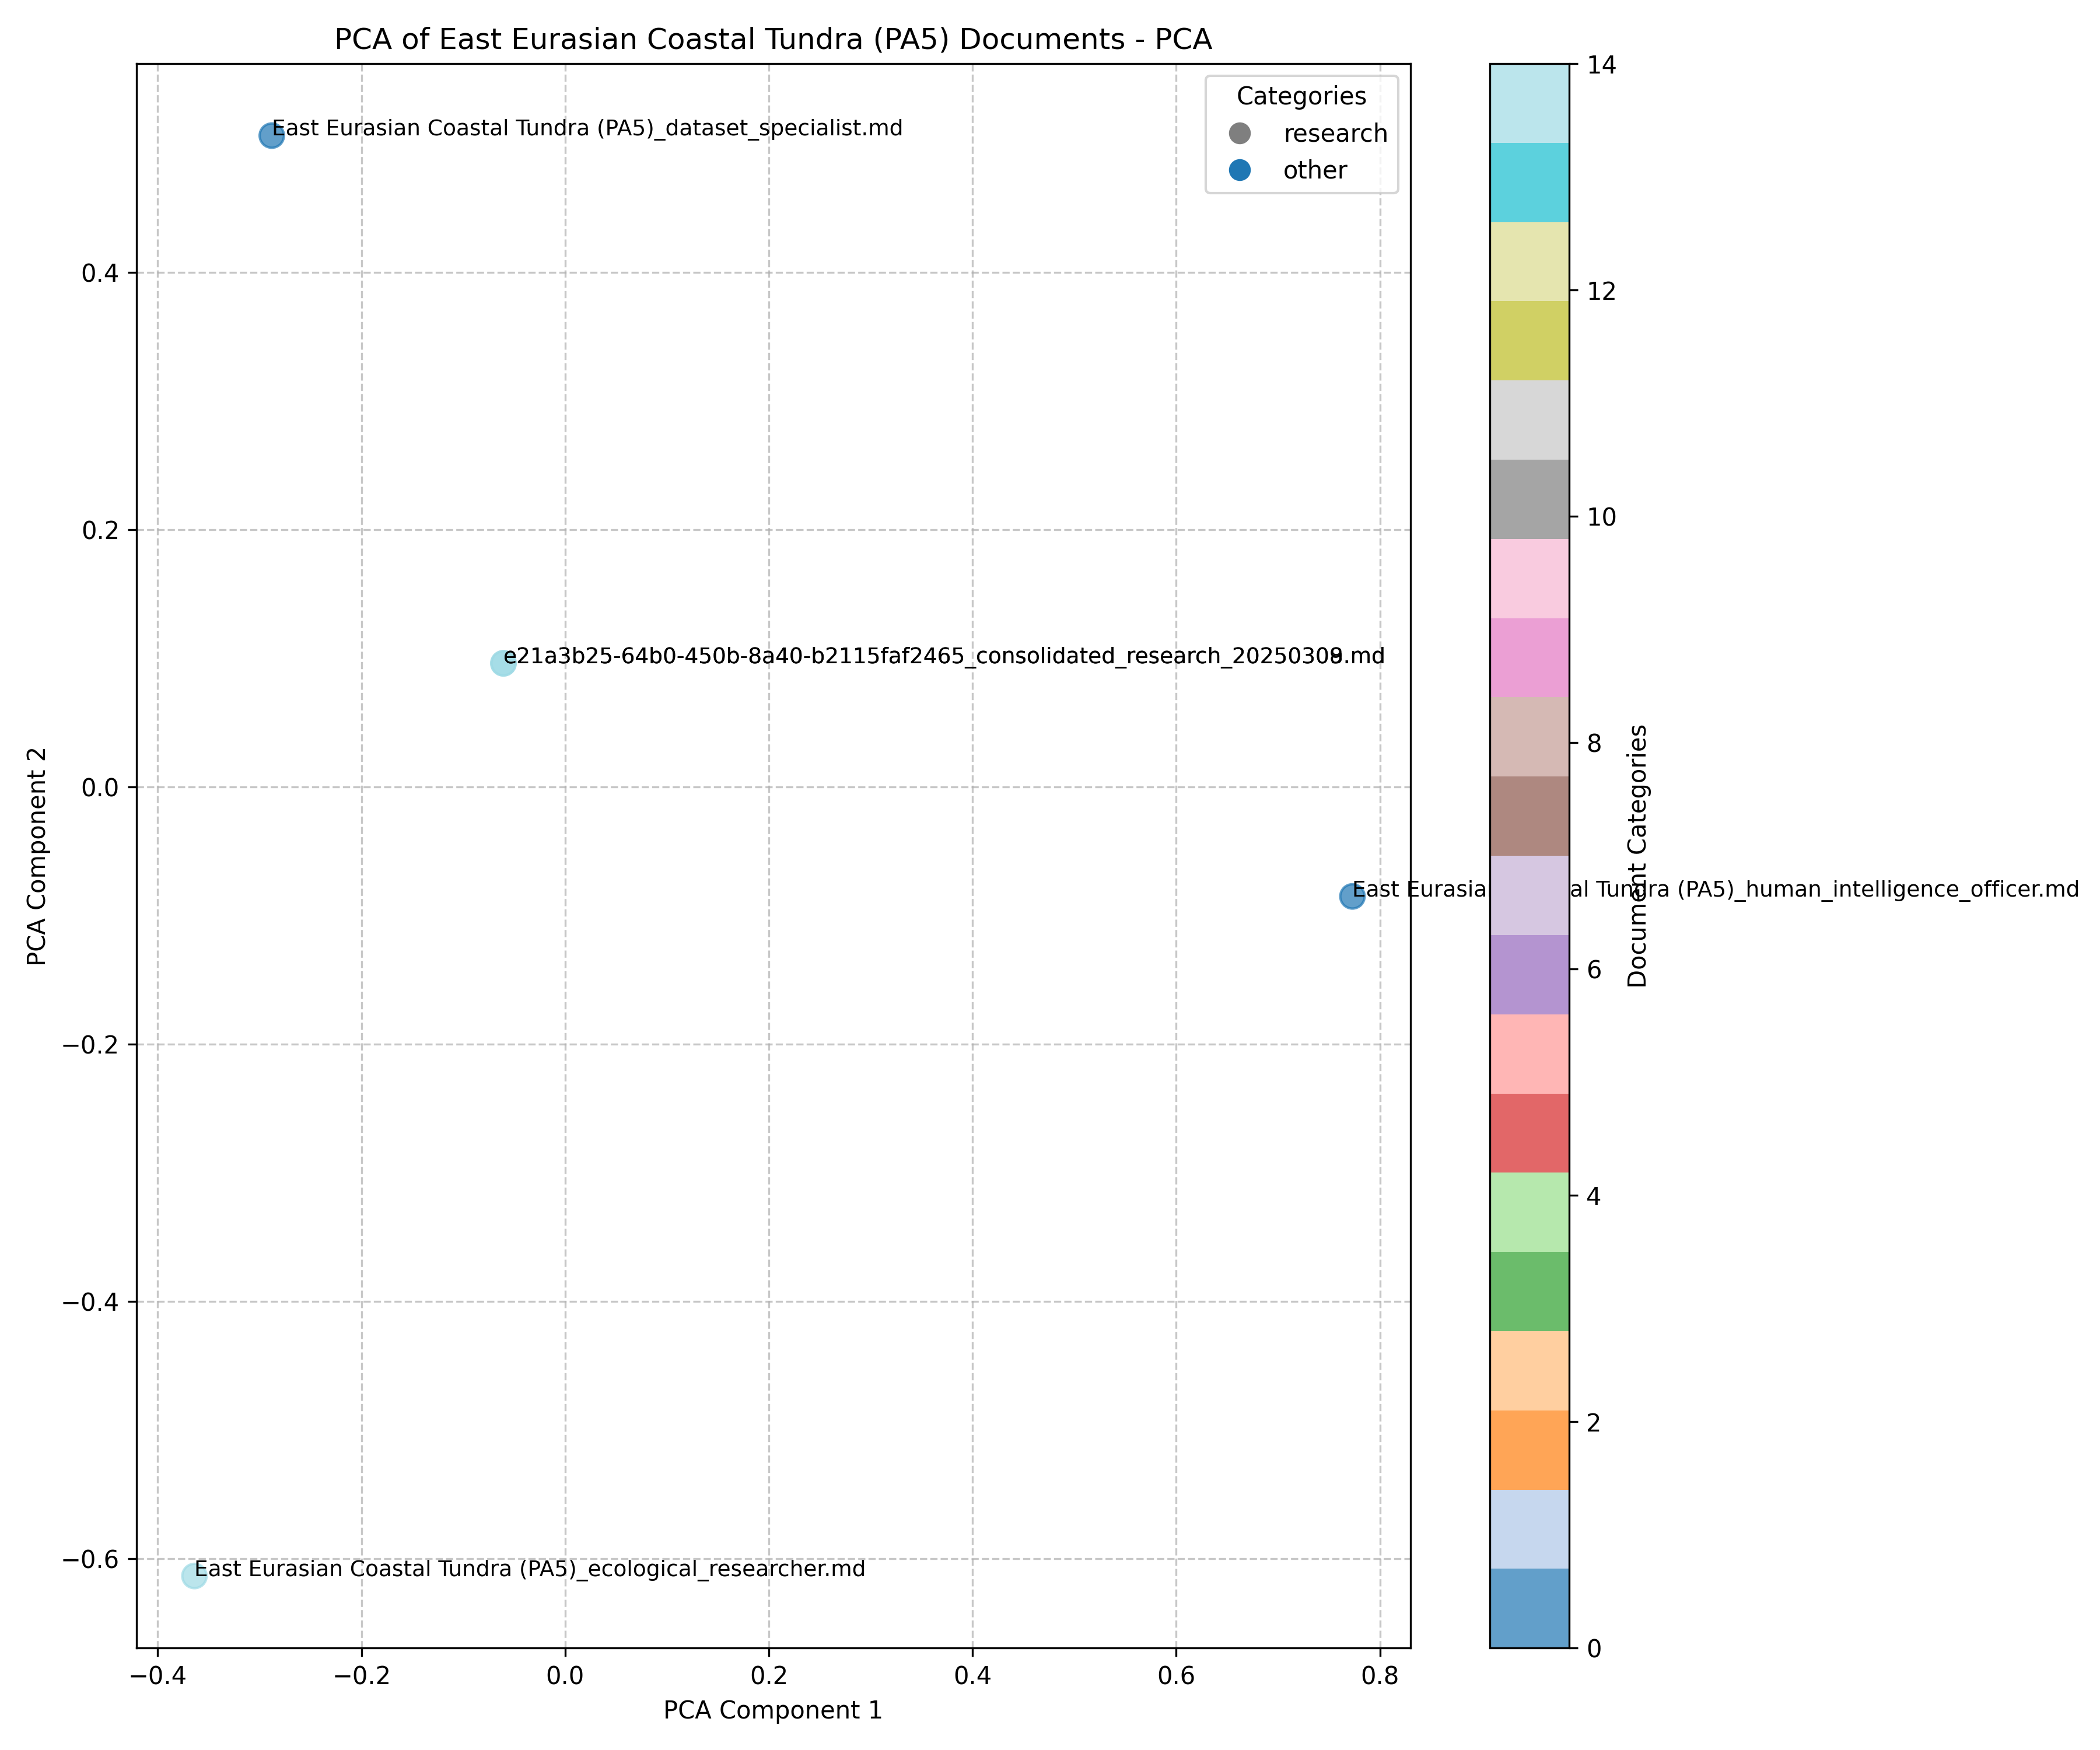 PCA of East Eurasian Coastal Tundra (PA5) Documents - PCA
Categories
research
other
East Eurasian Coastal Tundra (PA5)_dataset_specialist.md
e21a3b25-64b0-450b-8a40-b2115faf2465_consolidated_research_2025030
.md
East Eurasian
al Tundra (PA5)_human_intelligence_officer.md
East Eurasian Coastal Tundra (PA5)_ecological_researcher.md
0.4
0.2
0.0
−0.2
−0.4
−0.6
PCA Component 2
−0.4
−0.2
0.0
0.2
0.4
0.6
0.8
PCA Component 1
14
12
10
8
6
4
2
0
Document Categories